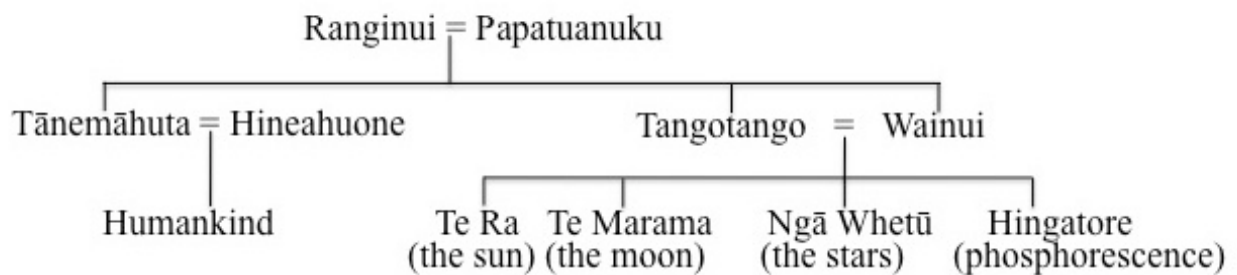 Ranginui = Papatuanuku
Tānemāhuta = Hineahuone Tangotango = Wainui
Humankind Te Ra Te Marama Ngā Whetū Hingatore
(the sun) (the moon) (the stars) (phosphorescence)